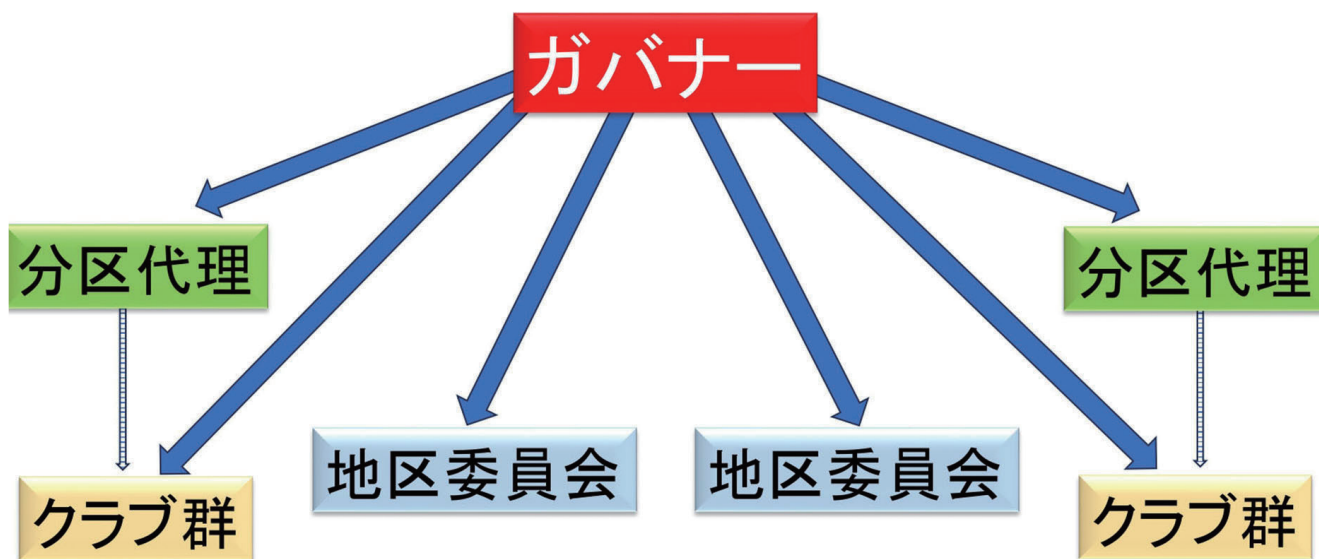 ガバナー
分区代理
分区代理
地区委員会
地区委員会
クラブ群
クラブ群